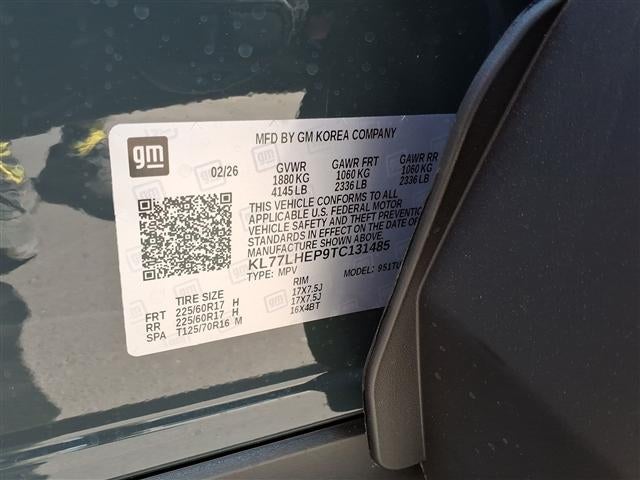 MFD BY GM KOREA COMPANY
gm
02/26
GVWR GAWR FRT GAWR RR
1880 KG 1060 KG 1060 KG
4145 LB 2336 LB 2336 LB
THIS VEHICLE CONFORMS TO ALL
APPLICABLE U.S. FEDERAL MOTOR
VEHICLE SAFETY AND THEFT PREVENTIO
STANDARDS IN EFFECT ON THE DATE OF
MANUFACTURE SHOWN ABOVE.
KL77LHEP9TC131485
TYPE: MPV MODEL: 951TU
TIRE SIZE RIM
FRT 225/60R17 H 17X7.5J
RR 225/60R17 H 17X7.5J
SPA T125/70R16 M 16X4BT